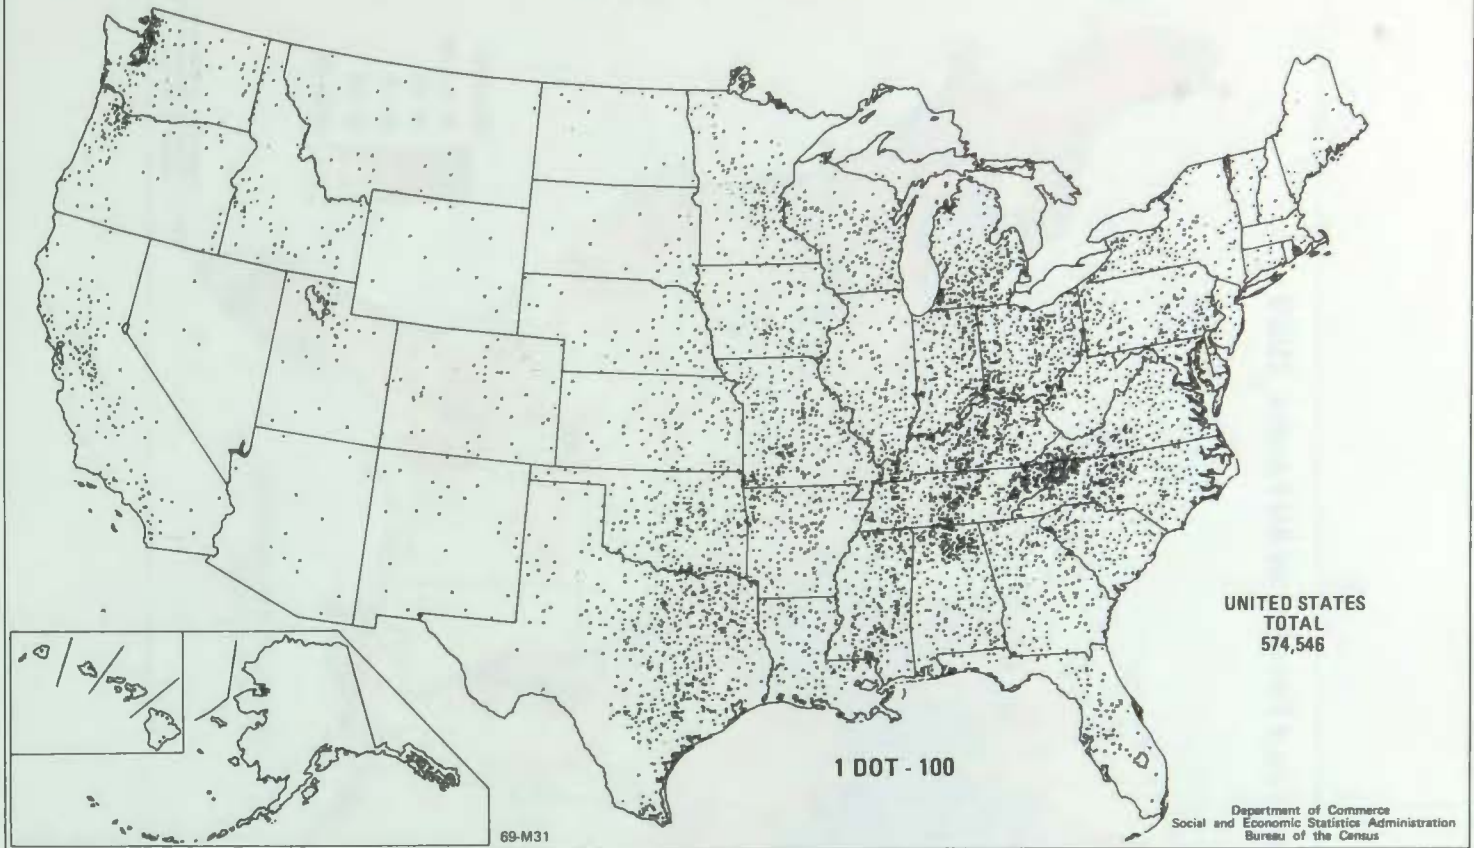 UNITED STATES
TOTAL
574,546
1 DOT - 100
69-M31
Department of Commerce
Social and Economic Statistics Administration
Bureau of the Census